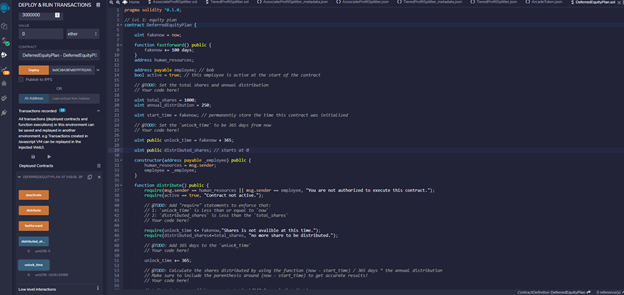 DEPLOY & RUN TRANSACTIONS
3000000
VALUE
0
ether
CONTRACT
DeferredEquityPlan - DeferredEquityPl
Deploy
Publish to IPFS
OR
At Address
Transactions recorded
All transactions (deployed contracts and function executions) in this environment can be saved and replayed in another environment. e.g Transactions created in Javascript VM can be replayed in the Injected Web3.
Deployed Contracts
deactivate
distribute
fastforward
distributed_sh...
unlock_time
Low level interactions
pragma solidity ^0.5.0;
// lvl 3: equity plan
contract DeferredEquityPlan {
uint fakenow = now;
function fastforward() public {
fakenow += 100 days;
}
address human_resources;
address payable employee; // bob
bool active = true; // this employee is active at the start of the contract
// @TODO: Set the total shares and annual distribution
// Your code here!
uint total_shares = 1000;
uint annual_distribution = 250;
uint start_time = fakenow; // permanently store the time this contract was initialized
// @TODO: Set the `unlock_time` to be 365 days from now
// Your code here!
uint public unlock_time = fakenow + 365;
uint public distributed_shares; // starts at 0
constructor(address payable _employee) public {
human_resources = msg.sender;
employee = _employee;
}
function distribute() public {
require(msg.sender == human_resources || msg.sender == employee, "You are not authorized to execute this contract.");
require(active == true, "Contract not active.");
// @TODO: Add "require" statements to enforce that:
// 1: `unlock_time` is less than or equal to `now`
// 2: `distributed_shares` is less than the `total_shares`
// Your code here!
require(unlock_time <= fakenow,"Shares is not availible at this time.");
require(distributed_shares<=total_shares, "no more share to be distributed.");
// @TODO: Add 365 days to the `unlock_time`
// Your code here!
unlock_time += 365;
// @TODO: Calculate the shares distributed by using the function (now - start_time) / 365 days * the annual distribution
// Make sure to include the parenthesis around (now - start_time) to get accurate results!
// Your code here!